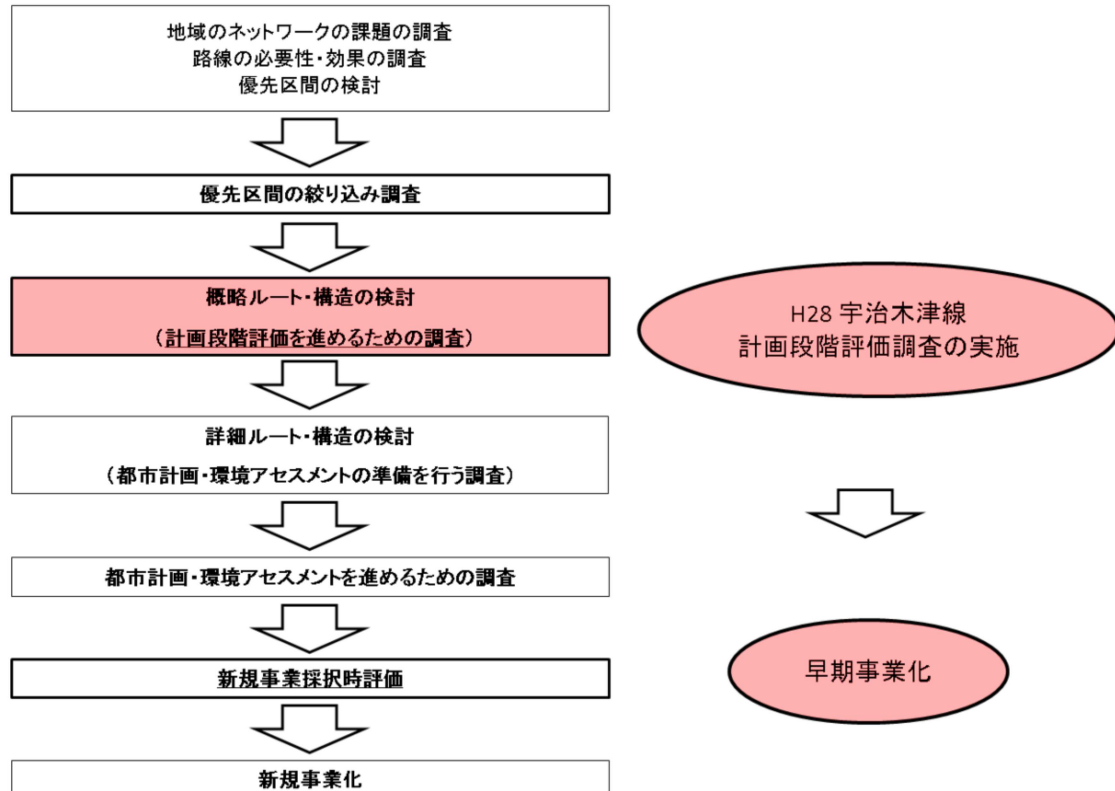 地域のネットワークの課題の調査
路線の必要性・効果の調査
優先区間の検討
優先区間の絞り込み調査
概略ルート・構造の検討
（計画段階評価を進めるための調査）
詳細ルート・構造の検討
（都市計画・環境アセスメントの準備を行う調査）
都市計画・環境アセスメントを進めるための調査
新規事業採択時評価
新規事業化
H28 宇治木津線
計画段階評価調査の実施
早期事業化